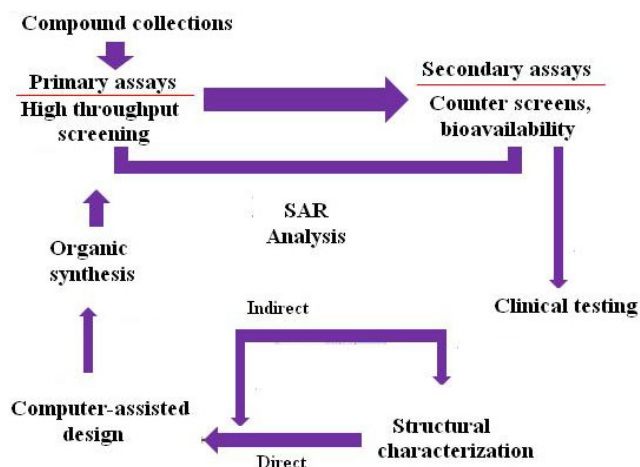 Compound collections
Primary assays
High throughput
screening
Secondary assays
Counter screens,
bioavailability
SAR
Analysis
Organic
synthesis
Clinical testing
Indirect
Computer-assisted
design
Structural
characterization
Direct